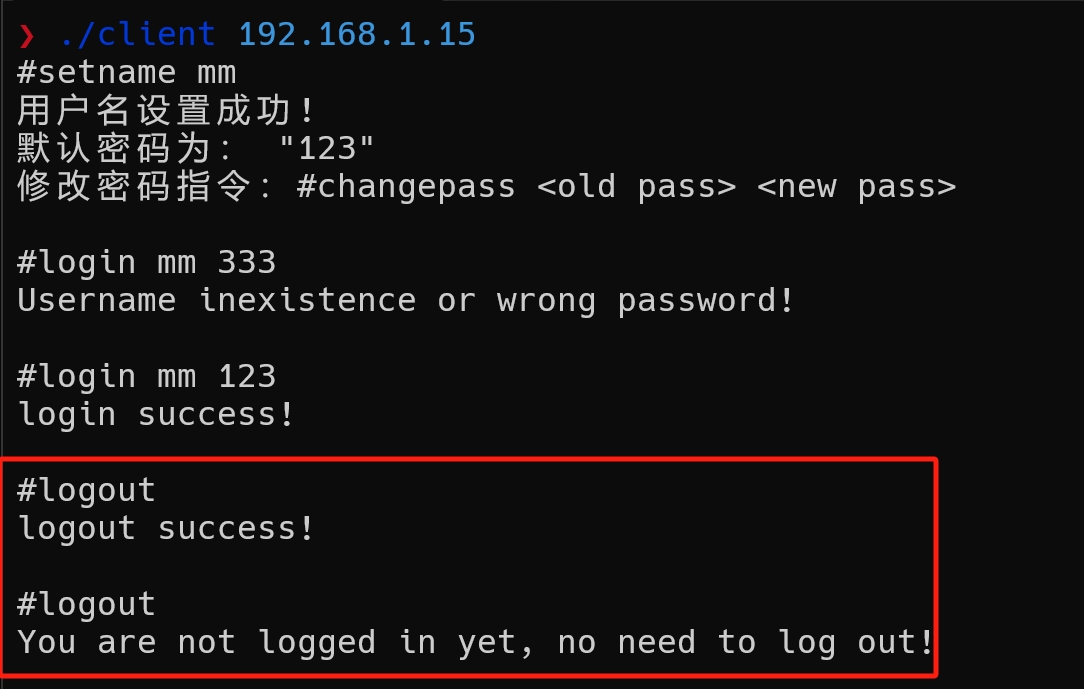 ❯ ./client 192.168.1.15
#setname mm
用户名设置成功！
默认密码为： "123"
修改密码指令：#changepass <old pass> <new pass>
#login mm 333
Username inexistence or wrong password!
#login mm 123
login success!
#logout
logout success!
#logout
You are not logged in yet, no need to log out!